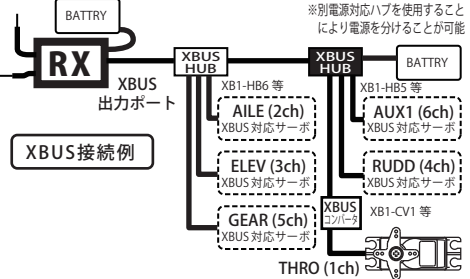 BATTRY
※別電源対応ハブを使用すること
により電源を分けることが可能
RX
XBUS
出力ポート
XBUS
HUB
XBUS
HUB
BATTRY
XB1-HB6 等
XB1-HB5 等
AILE (2ch)
XBUS 対応サーボ
AUX1 (6ch)
XBUS 対応サーボ
XBUS接続例
ELEV (3ch)
XBUS 対応サーボ
RUDD (4ch)
XBUS 対応サーボ
GEAR (5ch)
XBUS 対応サーボ
XBUS
コンバータ
XB1-CV1 等
THRO (1ch)